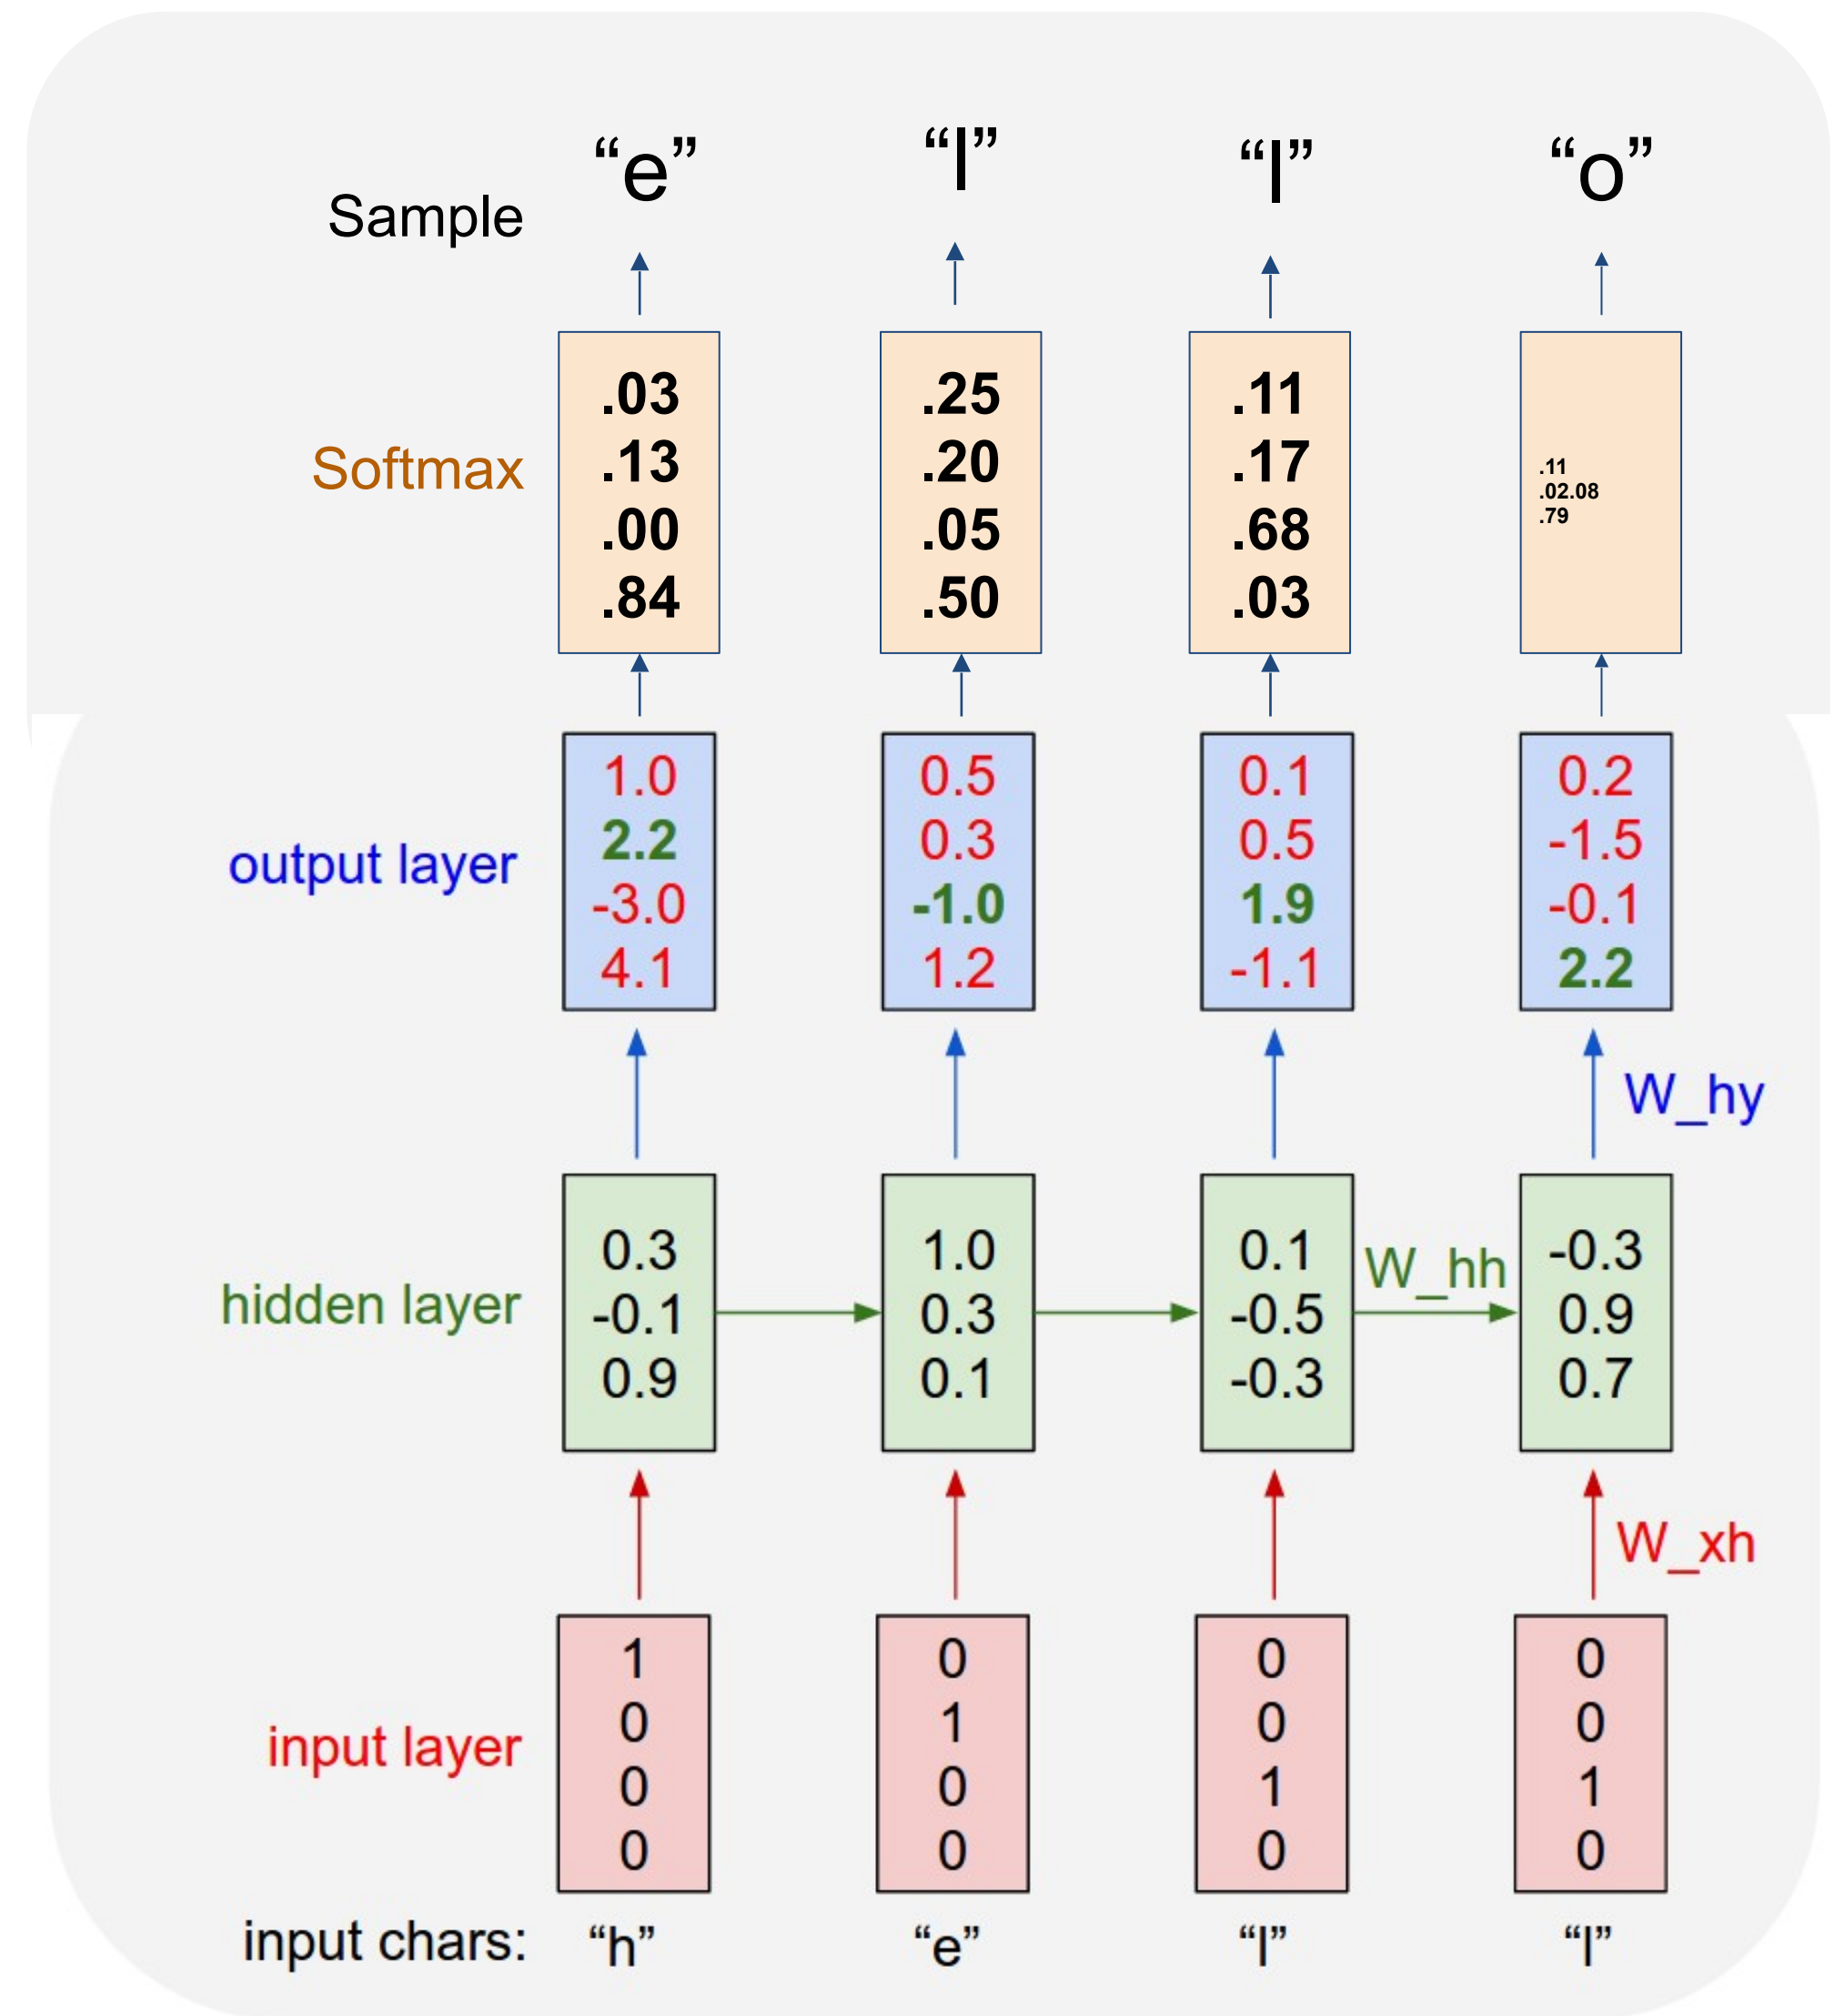 “e” “l” “l” “o”
Sample
.03 .25 .11
.13 .20 .17
.00 .05 .68
.84 .50 .03
.11
.02.08
.79
Softmax
1.0 0.5 0.1 0.2
2.2 0.3 0.5 -1.5
-3.0 -1.0 1.9 -0.1
4.1 1.2 -1.1 2.2
output layer
W_hy
0.3 1.0 0.1 -0.3
-0.1 0.3 -0.5 0.9
0.9 0.1 -0.3 0.7
hidden layer
W_hh
W_xh
1 0 0 0
0 1 0 0
0 0 1 1
0 0 0 0
input layer
input chars: “h” “e” “l” “l”